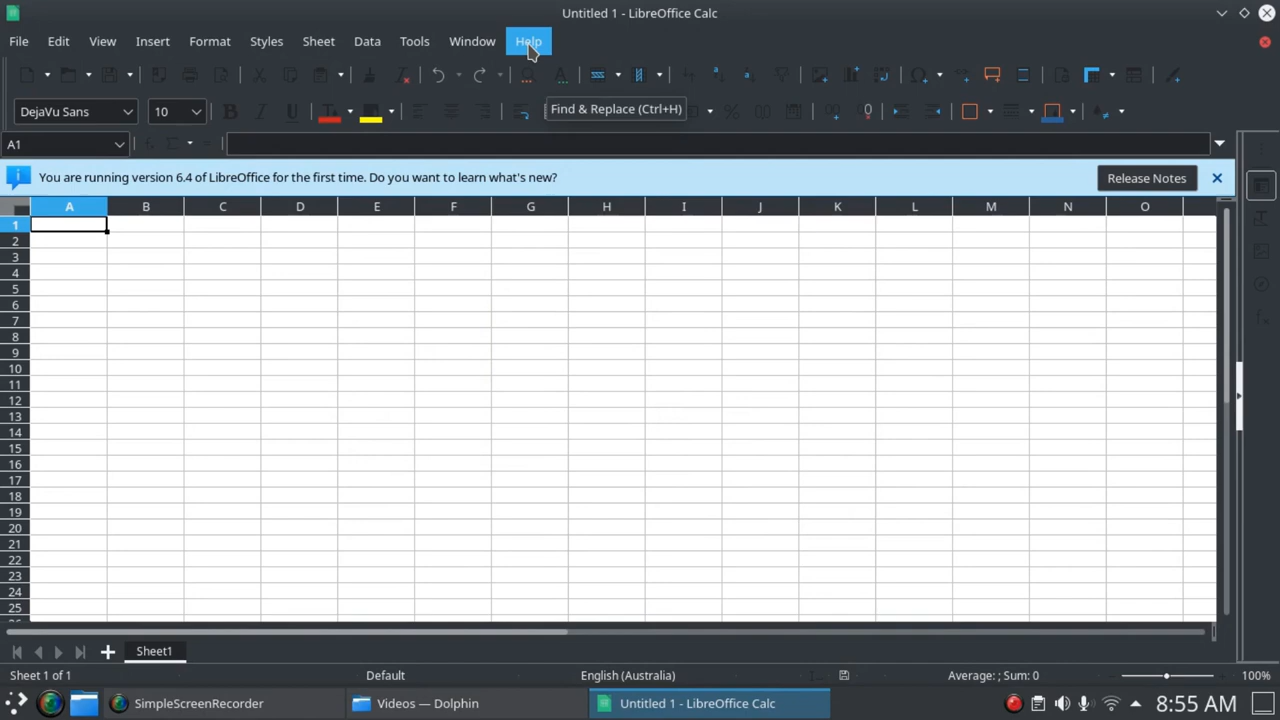 Untitled 1 - LibreOffice Calc
File Edit View Insert Format Styles Sheet Data Tools Window Help
DejaVu Sans 10 Find & Replace (Ctrl+H)
A1
You are running version 6.4 of LibreOffice for the first time. Do you want to learn what's new? Release Notes
A B C D E F G H I J K L M N O
1
2
3
4
5
6
7
8
9
10
11
12
13
14
15
16
17
18
19
20
21
22
23
24
25
Sheet1
Sheet 1 of 1 Default English (Australia) Average: ; Sum: 0 100%
SimpleScreenRecorder Videos — Dolphin Untitled 1 - LibreOffice Calc 8:55 AM